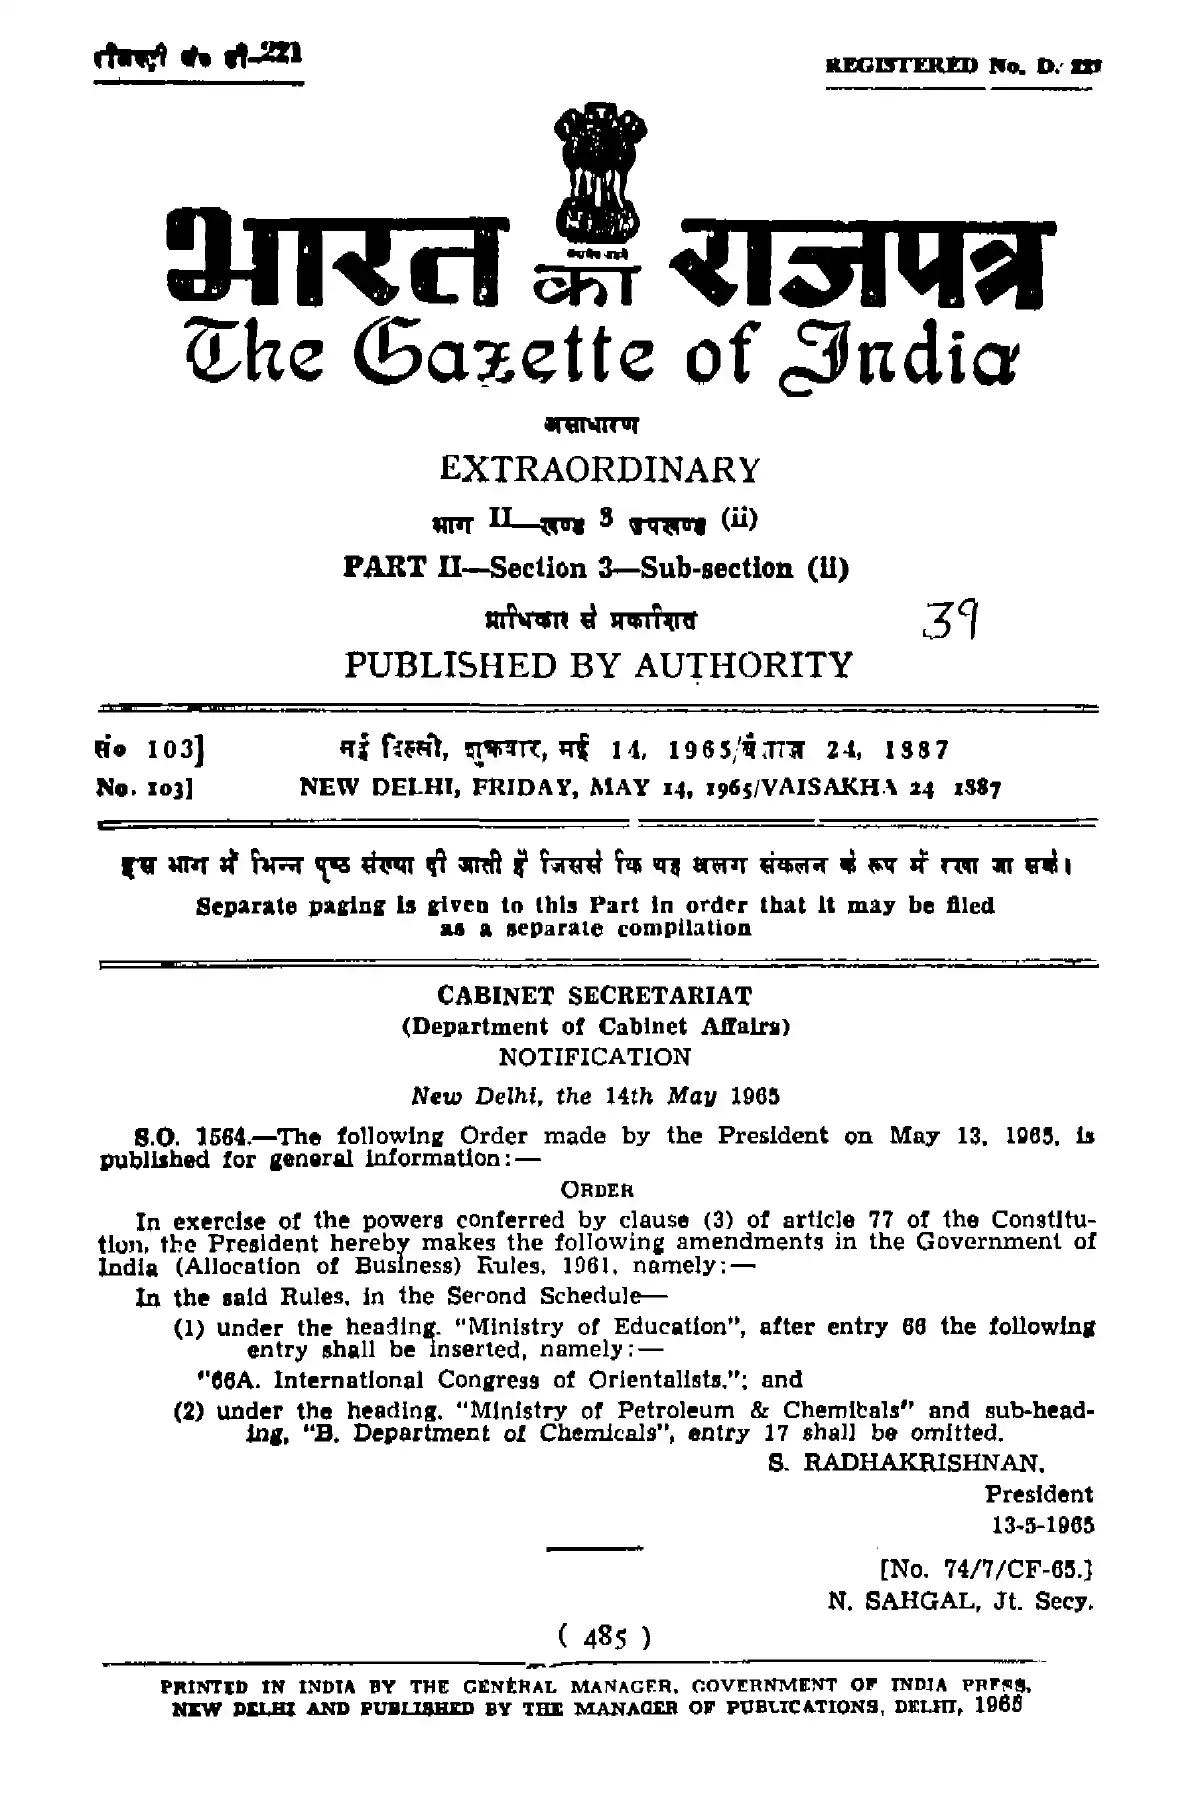 रजिस्ट्री सं० डी-221
REGISTERED No. D. 221
भारत का राजपत्र
The Gazette of India
असाधारण
EXTRAORDINARY
भाग II—खण्ड 3 उपखण्ड (ii)
PART II—Section 3—Sub-section (ii)
प्राधिकार से प्रकाशित
39
PUBLISHED BY AUTHORITY
सं० 103] नई दिल्ली, शुक्रवार, मई 14, 1965/वैशाख 24, 1887
No. 103] NEW DELHI, FRIDAY, MAY 14, 1965/VAISAKHA 24 1887
इस भाग में भिन्न पृष्ठ संख्या दी जाती है जिससे कि यह अलग संकलन के रूप में रखा जा सके।
Separate paging is given to this Part in order that it may be filed
as a separate compilation
CABINET SECRETARIAT
(Department of Cabinet Affairs)
NOTIFICATION
New Delhi, the 14th May 1965
S.O. 1564.—The following Order made by the President on May 13, 1965, is
published for general information:—
ORDER
In exercise of the powers conferred by clause (3) of article 77 of the Constitu-
tion, the President hereby makes the following amendments in the Government of
India (Allocation of Business) Rules, 1961, namely:—
In the said Rules, in the Second Schedule—
(1) under the heading. "Ministry of Education", after entry 66 the following
entry shall be inserted, namely:—
"66A. International Congress of Orientalists."; and
(2) under the heading. "Ministry of Petroleum & Chemicals" and sub-head-
ing, "B. Department of Chemicals", entry 17 shall be omitted.
S. RADHAKRISHNAN,
President
13-5-1965
[No. 74/7/CF-65.]
N. SAHGAL, Jt. Secy.
( 485 )
PRINTED IN INDIA BY THE GENERAL MANAGER, GOVERNMENT OF INDIA PRESS,
NEW DELHI AND PUBLISHED BY THE MANAGER OF PUBLICATIONS, DELHI, 1965